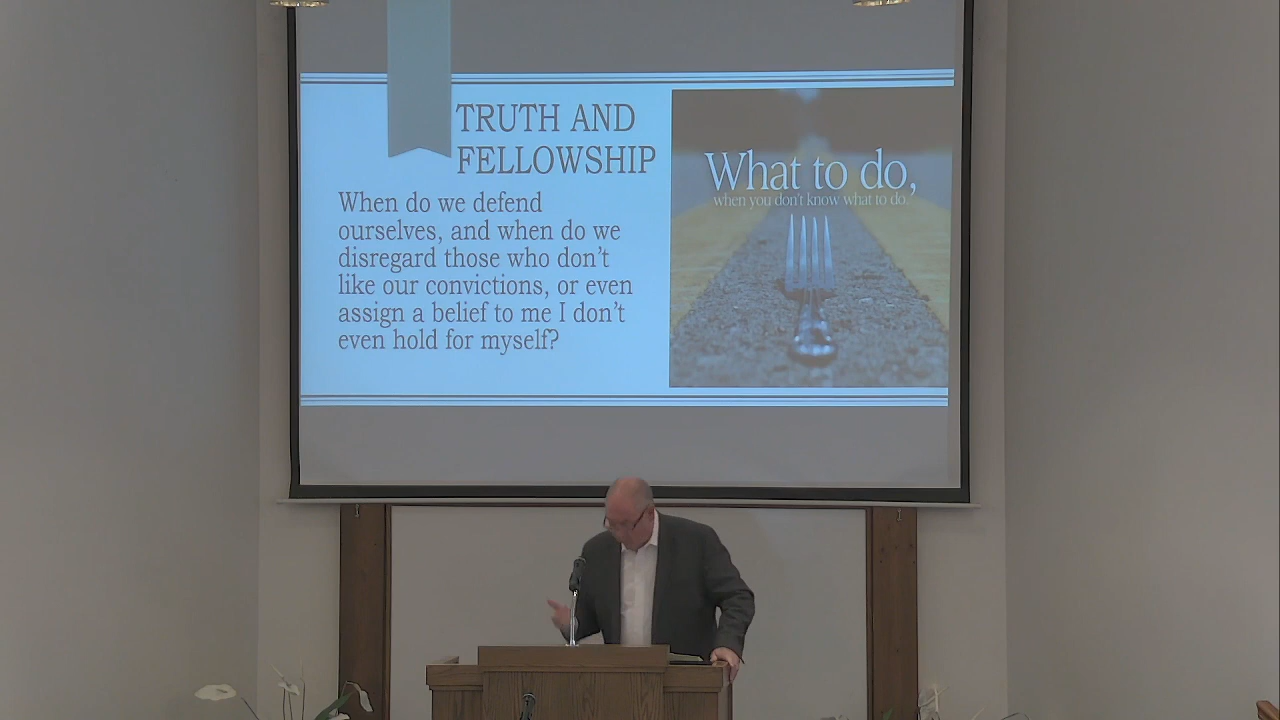 TRUTH AND
FELLOWSHIP
When do we defend
ourselves, and when do we
disregard those who don't
like our convictions, or even
assign a belief to me I don't
even hold for myself?
What to do,
when you don't know what to do.